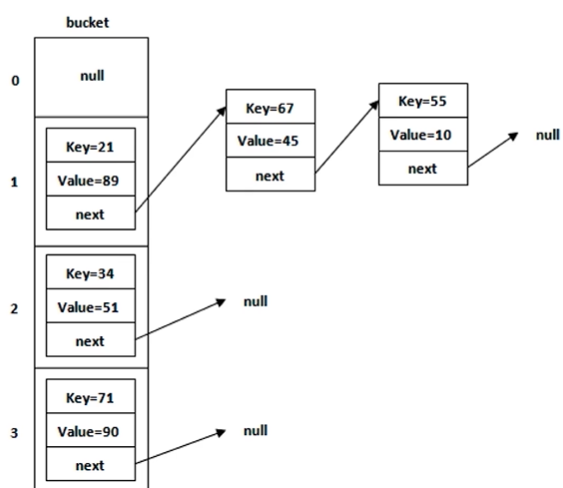 bucket
0
null
1
Key=21
Value=89
next
Key=67
Value=45
next
Key=55
Value=10
next
null
2
Key=34
Value=51
next
null
3
Key=71
Value=90
next
null